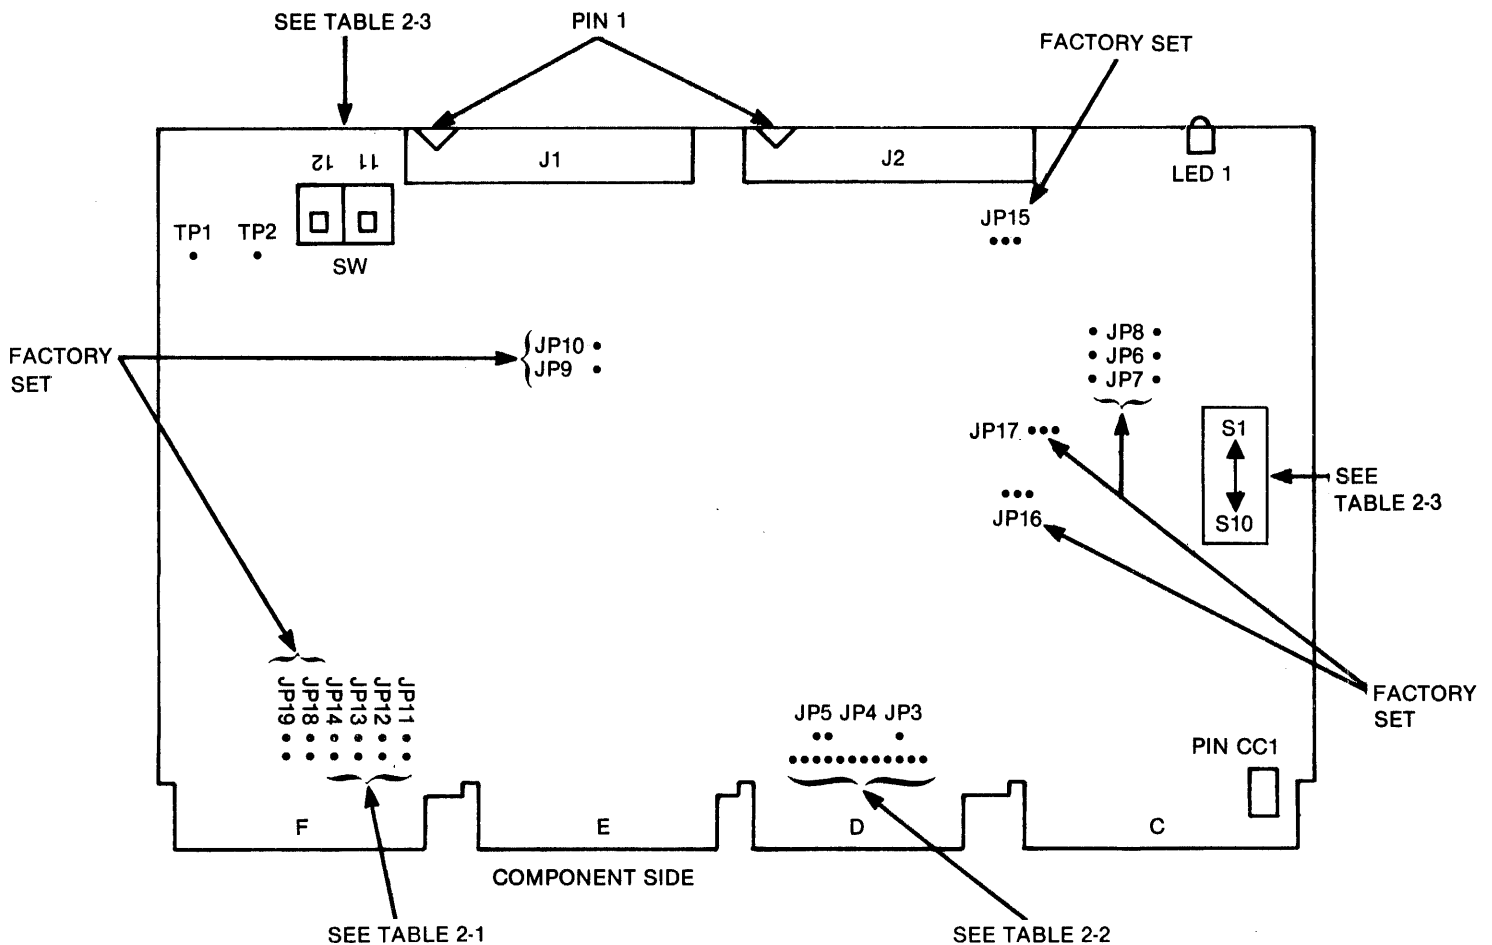 SEE TABLE 2-3
PIN 1
FACTORY SET
12 11
J1
J2
LED 1
TP1 TP2
SW
JP15
FACTORY
SET
JP10
JP9
JP8
JP6
JP7
JP17
JP16
S1
S10
SEE
TABLE 2-3
JP19
JP18
JP14
JP13
JP12
JP11
JP5 JP4 JP3
FACTORY
SET
PIN CC1
F
E
D
C
COMPONENT SIDE
SEE TABLE 2-1
SEE TABLE 2-2